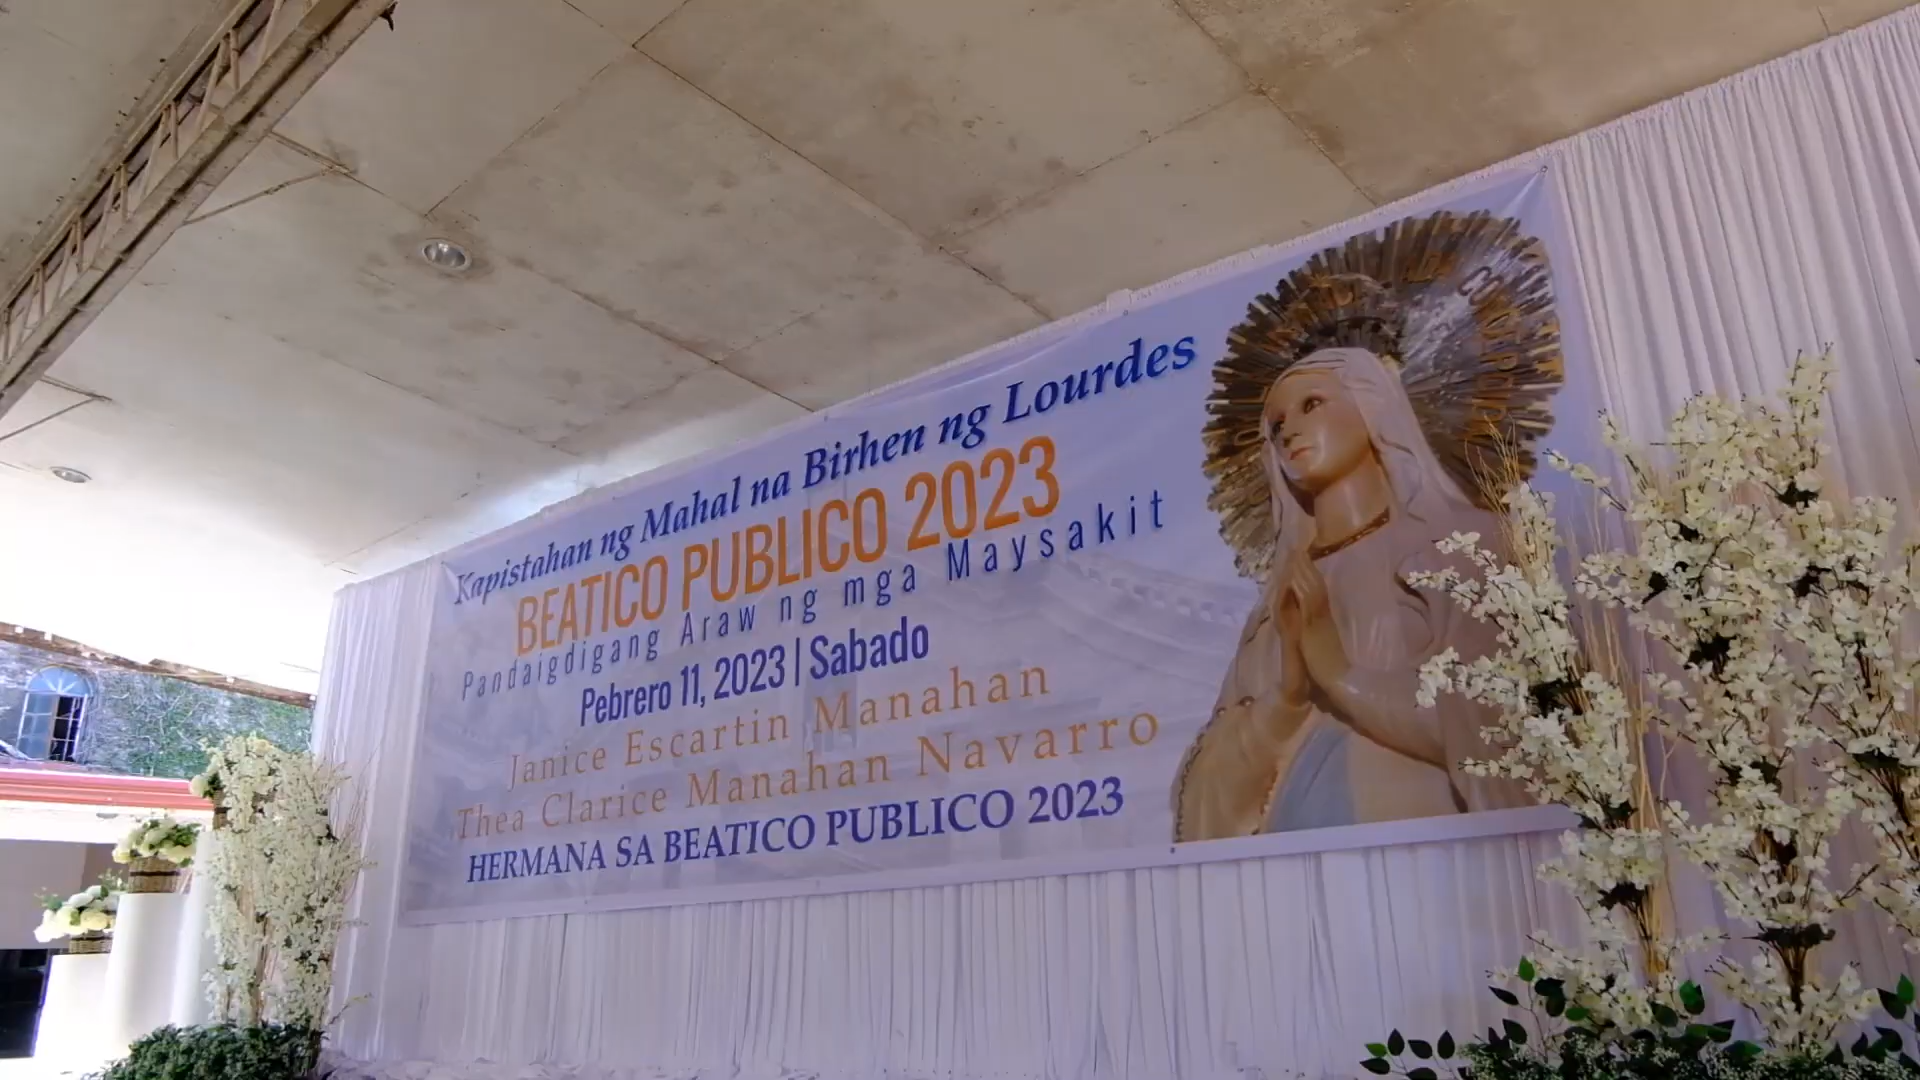 Kapistahan ng Mahal na Birhen ng Lourdes
BEATICO PUBLICO 2023
Pandaigdigang Araw ng mga Maysakit
Pebrero 11, 2023 | Sabado
Janice Escartin Manahan
Thea Clarice Manahan Navarro
HERMANA SA BEATICO PUBLICO 2023